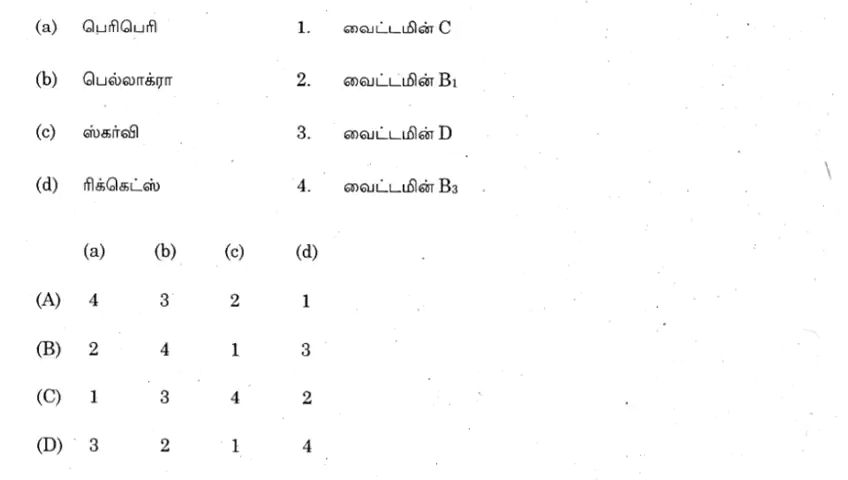 (a) பெரிபெரி 1. வைட்டமின் C
(b) பெல்லாக்ரா 2. வைட்டமின் B1
(c) ஸ்கர்வி 3. வைட்டமின் D
(d) ரிக்கெட்ஸ் 4. வைட்டமின் B3
(a) (b) (c) (d)
(A) 4 3 2 1
(B) 2 4 1 3
(C) 1 3 4 2
(D) 3 2 1 4